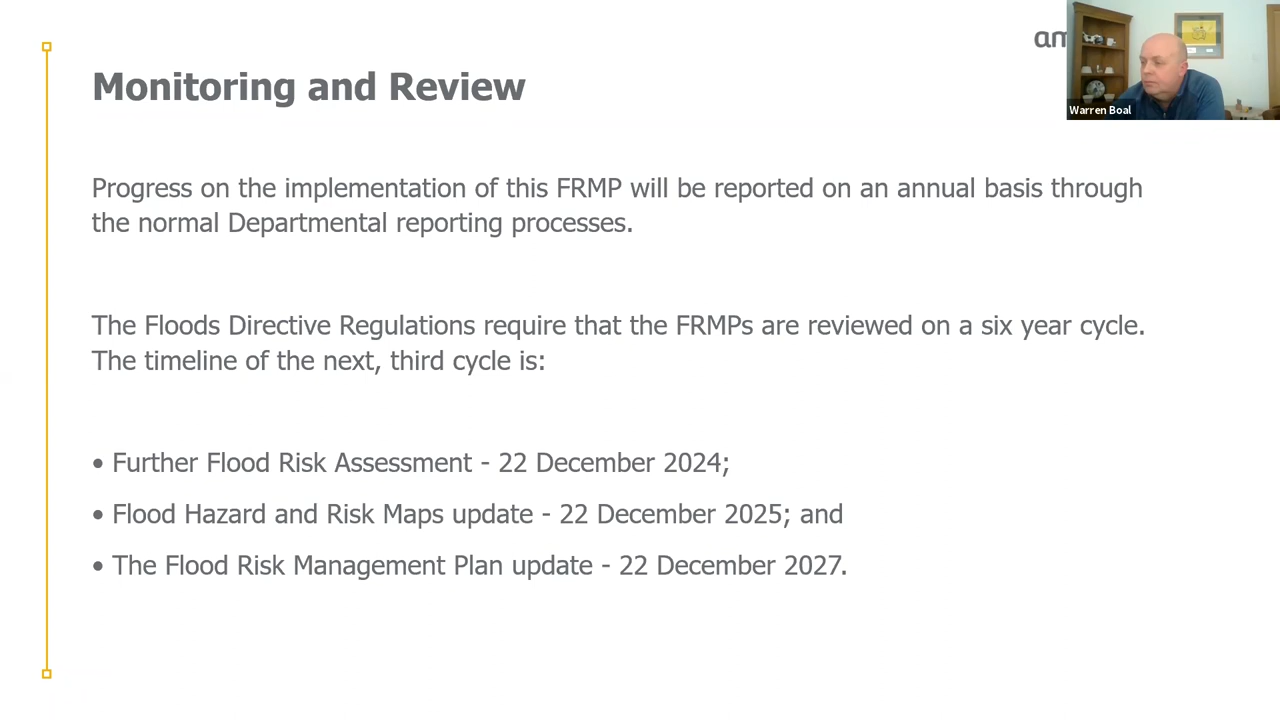 Monitoring and Review
Warren Boal
Progress on the implementation of this FRMP will be reported on an annual basis through
the normal Departmental reporting processes.
The Floods Directive Regulations require that the FRMPs are reviewed on a six year cycle.
The timeline of the next, third cycle is:
• Further Flood Risk Assessment - 22 December 2024;
• Flood Hazard and Risk Maps update - 22 December 2025; and
• The Flood Risk Management Plan update - 22 December 2027.